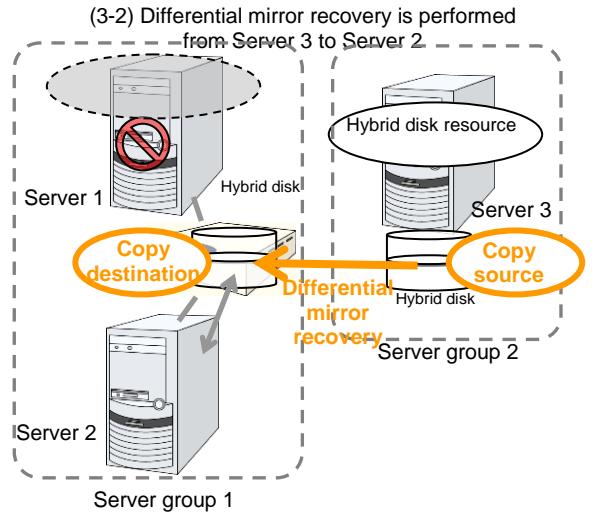 (3-2) Differential mirror recovery is performed
from Server 3 to Server 2
Hybrid disk resource
Server 1
Hybrid disk
Server 3
Copy
destination
Copy
source
Differential
mirror
recovery
Hybrid disk
Server group 2
Server 2
Server group 1